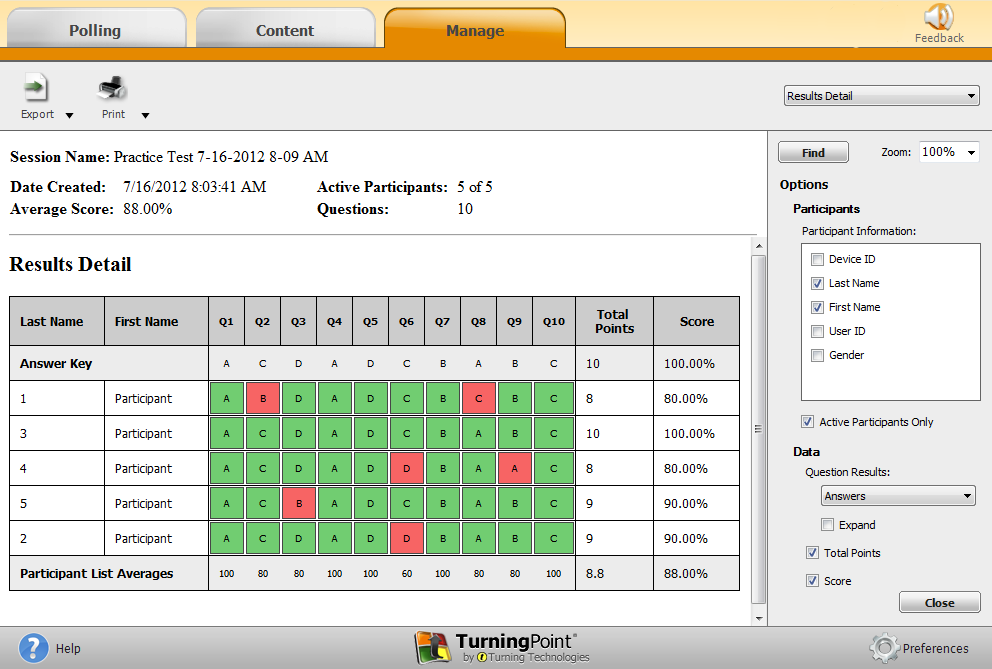 Polling Content Manage Feedback
Export Print Results Detail
Session Name: Practice Test 7-16-2012 8-09 AM
Date Created: 7/16/2012 8:03:41 AM Active Participants: 5 of 5
Average Score: 88.00% Questions: 10
Results Detail
Last Name First Name Q1 Q2 Q3 Q4 Q5 Q6 Q7 Q8 Q9 Q10 Total Points Score
Answer Key A C D A D C B A B C 10 100.00%
1 Participant A B D A D C B C B C 8 80.00%
3 Participant A C D A D C B A B C 10 100.00%
4 Participant A C D A D D B A A C 8 80.00%
5 Participant A C B A D C B A B C 9 90.00%
2 Participant A C D A D D B A B C 9 90.00%
Participant List Averages 100 80 80 100 100 60 100 80 80 100 8.8 88.00%
Find Zoom: 100%
Options
Participants
Participant Information:
Device ID
Last Name
First Name
User ID
Gender
Active Participants Only
Data
Question Results:
Answers
Expand
Total Points
Score
Close
Help TurningPoint® Preferences
by Turning Technologies